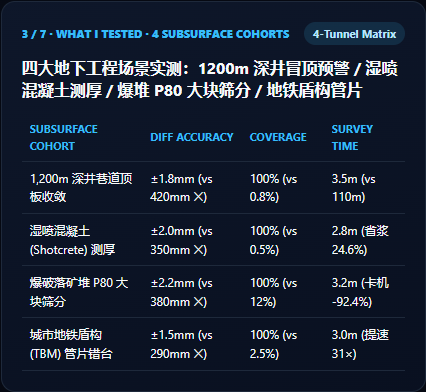 3 / 7 · WHAT I TESTED · 4 SUBSURFACE COHORTS
4-Tunnel Matrix
四大地下工程场景实测：1200m 深井冒顶预警 / 湿喷
混凝土测厚 / 爆堆 P80 大块筛分 / 地铁盾构管片
SUBSURFACE COHORT DIFF ACCURACY COVERAGE SURVEY TIME
1,200m 深井巷道顶板收敛 ±1.8mm (vs 420mm ✕) 100% (vs 0.8%) 3.5m (vs 110m)
湿喷混凝土 (Shotcrete) 测厚 ±2.0mm (vs 350mm ✕) 100% (vs 0.5%) 2.8m (省浆 24.6%)
爆破落矿堆 P80 大块筛分 ±2.2mm (vs 380mm ✕) 100% (vs 12%) 3.2m (卡机 -92.4%)
城市地铁盾构 (TBM) 管片错台 ±1.5mm (vs 290mm ✕) 100% (vs 2.5%) 3.0m (提速 31×)